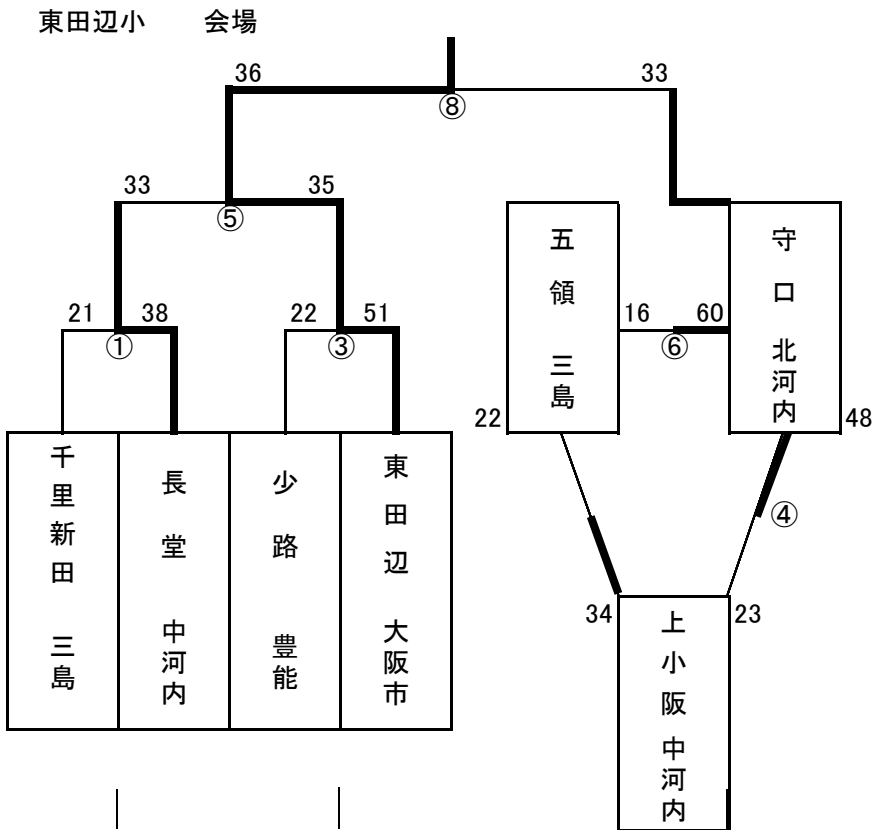 東田辺小 会場
36
33
⑧
33
35
⑤
21
38
22
51
①
③
16
60
⑥
22
48
④
34
23
千里新田 三島
長堂 中河内
少路 豊能
東田辺 大阪市
五領 三島
守口 北河内
上小阪 中河内